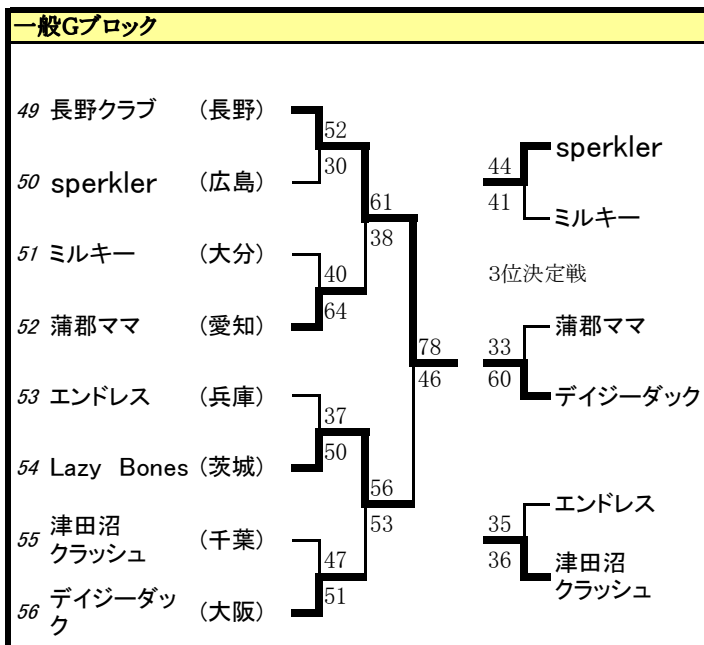 一般Gブロック
49 長野クラブ (長野)
52
30
50 sperkler (広島)
61
38
51 ミルキー (大分)
40
64
52 蒲郡ママ (愛知)
78
46
53 エンドレス (兵庫)
37
50
54 Lazy Bones (茨城)
56
53
55 津田沼
クラッシュ (千葉)
47
51
56 デイジーダッ
ク (大阪)
sperkler
44
41
ミルキー
3位決定戦
蒲郡ママ
33
60
デイジーダック
エンドレス
35
36
津田沼
クラッシュ